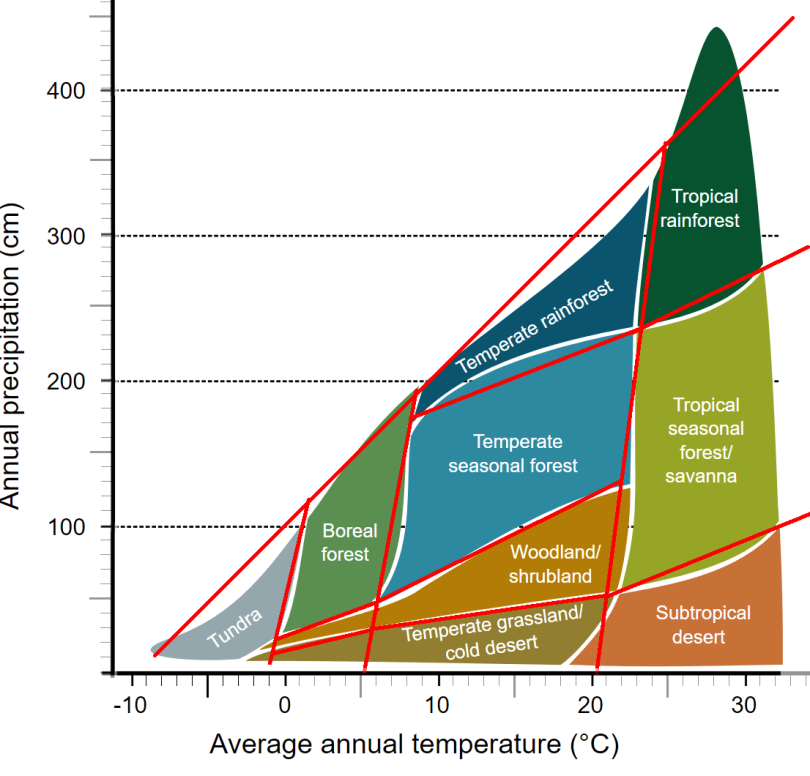 400
300
200
100
Annual precipitation (cm)
Tropical
rainforest
Temperate rainforest
Tropical
seasonal
forest/
savanna
Temperate
seasonal forest
Boreal
forest
Woodland/
shrubland
Tundra
Temperate grassland/
cold desert
Subtropical
desert
-10 0 10 20 30
Average annual temperature (°C)